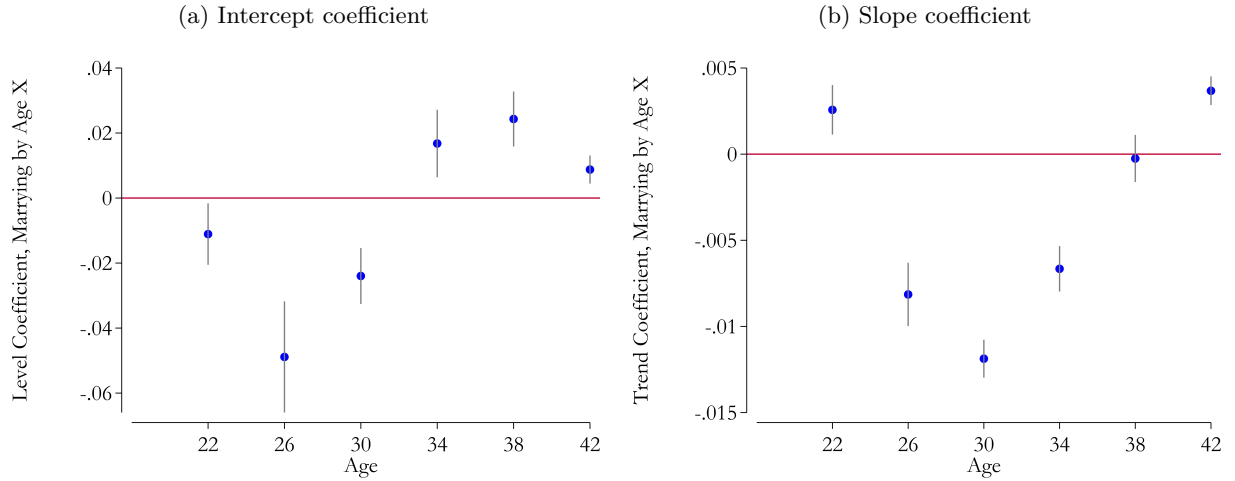 (a) Intercept coefficient
Level Coefficient, Marrying by Age X
.04
.02
0
-.02
-.04
-.06
22 26 30 34 38 42
Age
(b) Slope coefficient
Trend Coefficient, Marrying by Age X
.005
0
-.005
-.01
-.015
22 26 30 34 38 42
Age